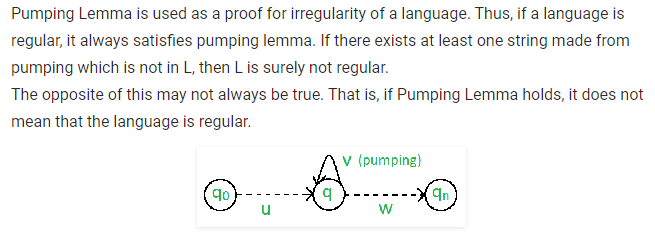 Pumping Lemma is used as a proof for irregularity of a language. Thus, if a language is
regular, it always satisfies pumping lemma. If there exists at least one string made from
pumping which is not in L, then L is surely not regular.
The opposite of this may not always be true. That is, if Pumping Lemma holds, it does not
mean that the language is regular.
v (pumping)
q0 q qn
u w